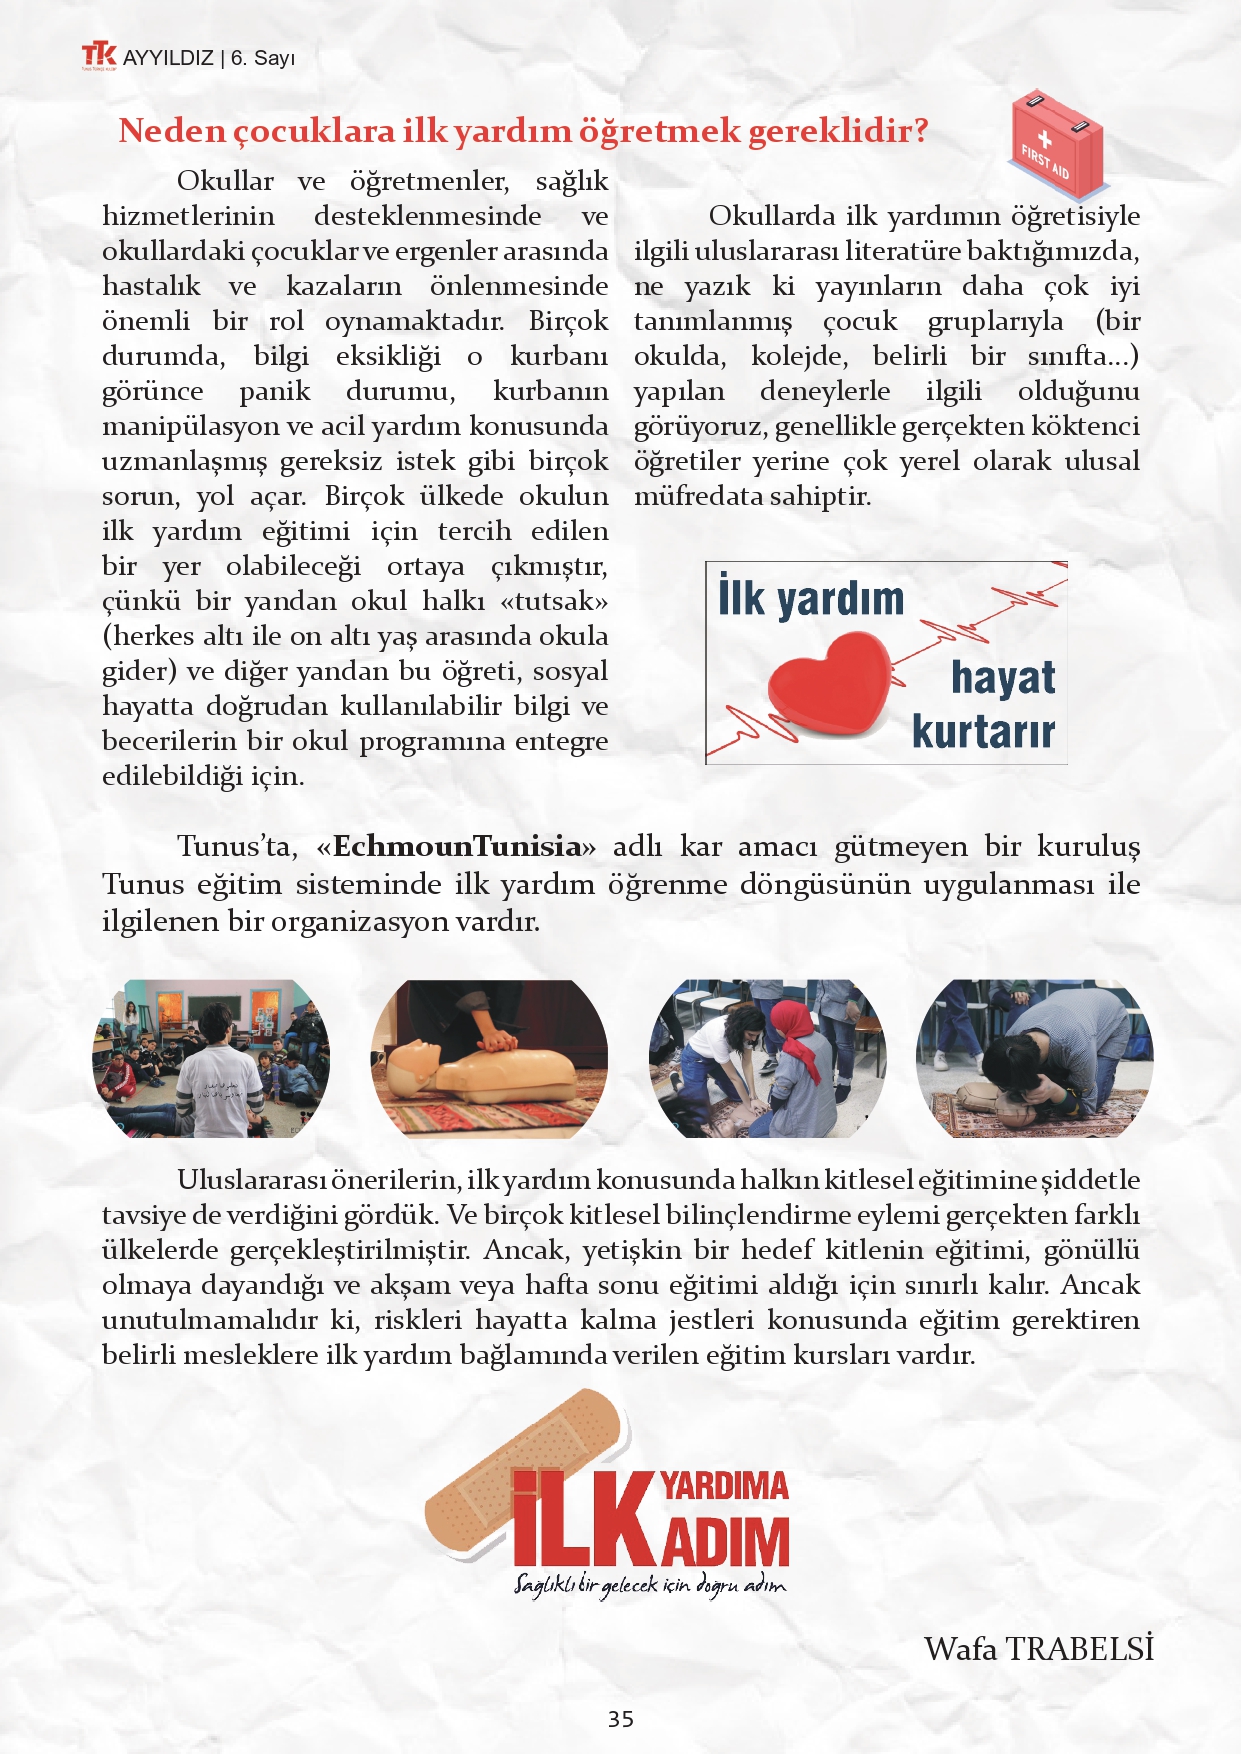 TTK AYYILDIZ | 6. Sayı
Neden çocuklara ilk yardım öğretmek gereklidir?
FIRST AID
Okullar ve öğretmenler, sağlık
hizmetlerinin desteklenmesinde ve
okullardaki çocuklar ve ergenler arasında
hastalık ve kazaların önlenmesinde
önemli bir rol oynamaktadır. Birçok
durumda, bilgi eksikliği o kurbanı
görünce panik durumu, kurbanın
manipülasyon ve acil yardım konusunda
uzmanlaşmış gereksiz istek gibi birçok
sorun, yol açar. Birçok ülkede okulun
ilk yardım eğitimi için tercih edilen
bir yer olabileceği ortaya çıkmıştır,
çünkü bir yandan okul halkı «tutsak»
(herkes altı ile on altı yaş arasında okula
gider) ve diğer yandan bu öğreti, sosyal
hayatta doğrudan kullanılabilir bilgi ve
becerilerin bir okul programına entegre
edilebildiği için.
Okullarda ilk yardımın öğretisiyle
ilgili uluslararası literatüre baktığımızda,
ne yazık ki yayınların daha çok iyi
tanımlanmış çocuk gruplarıyla (bir
okulda, kolejde, belirli bir sınıfta...)
yapılan deneylerle ilgili olduğunu
görüyoruz, genellikle gerçekten köktenci
öğretiler yerine çok yerel olarak ulusal
müfredata sahiptir.
İlk yardım
hayat
kurtarır
Tunus'ta, «EchmounTunisia» adlı kar amacı gütmeyen bir kuruluş
Tunus eğitim sisteminde ilk yardım öğrenme döngüsünün uygulanması ile
ilgilenen bir organizasyon vardır.
Uluslararası önerilerin, ilk yardım konusunda halkın kitlesel eğitimine şiddetle
tavsiye de verdiğini gördük. Ve birçok kitlesel bilinçlendirme eylemi gerçekten farklı
ülkelerde gerçekleştirilmiştir. Ancak, yetişkin bir hedef kitlenin eğitimi, gönüllü
olmaya dayandığı ve akşam veya hafta sonu eğitimi aldığı için sınırlı kalır. Ancak
unutulmamalıdır ki, riskleri hayatta kalma jestleri konusunda eğitim gerektiren
belirli mesleklere ilk yardım bağlamında verilen eğitim kursları vardır.
İLK YARDIMA
ADIM
Sağlıklı bir gelecek için doğru adım
Wafa TRABELSİ
35